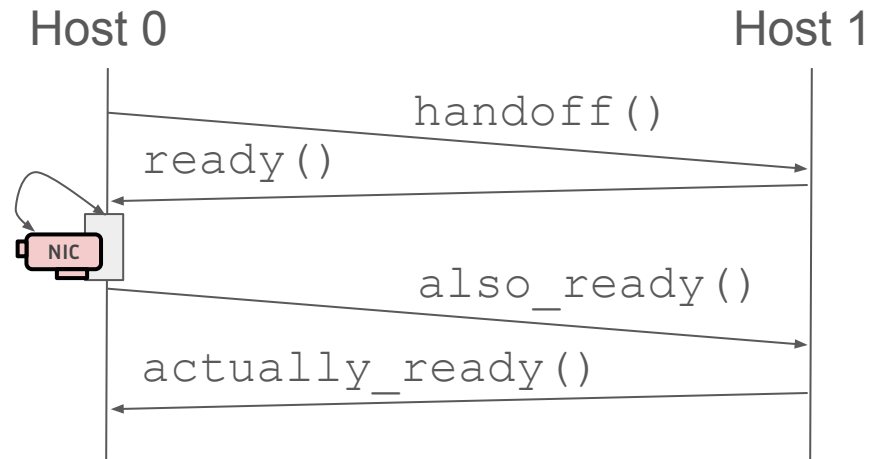 Host 0
Host 1
handoff()
ready()
NIC
also_ready()
actually_ready()